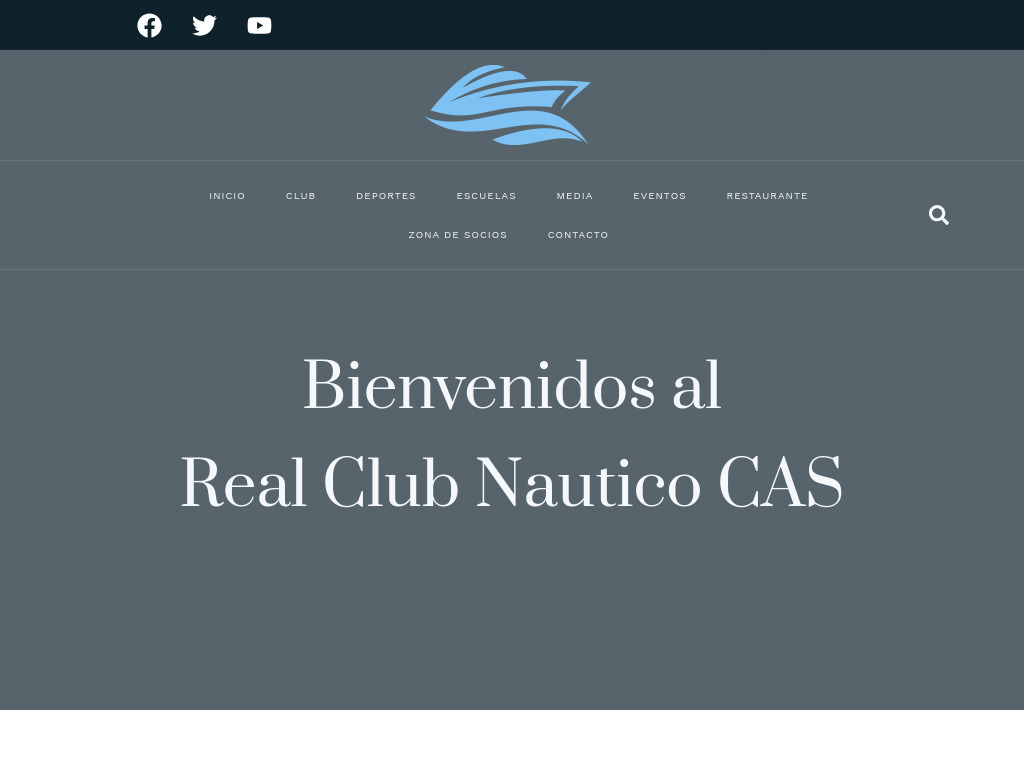 INICIO CLUB DEPORTES ESCUELAS MEDIA EVENTOS RESTAURANTE
ZONA DE SOCIOS CONTACTO
Bienvenidos al
Real Club Nautico CAS